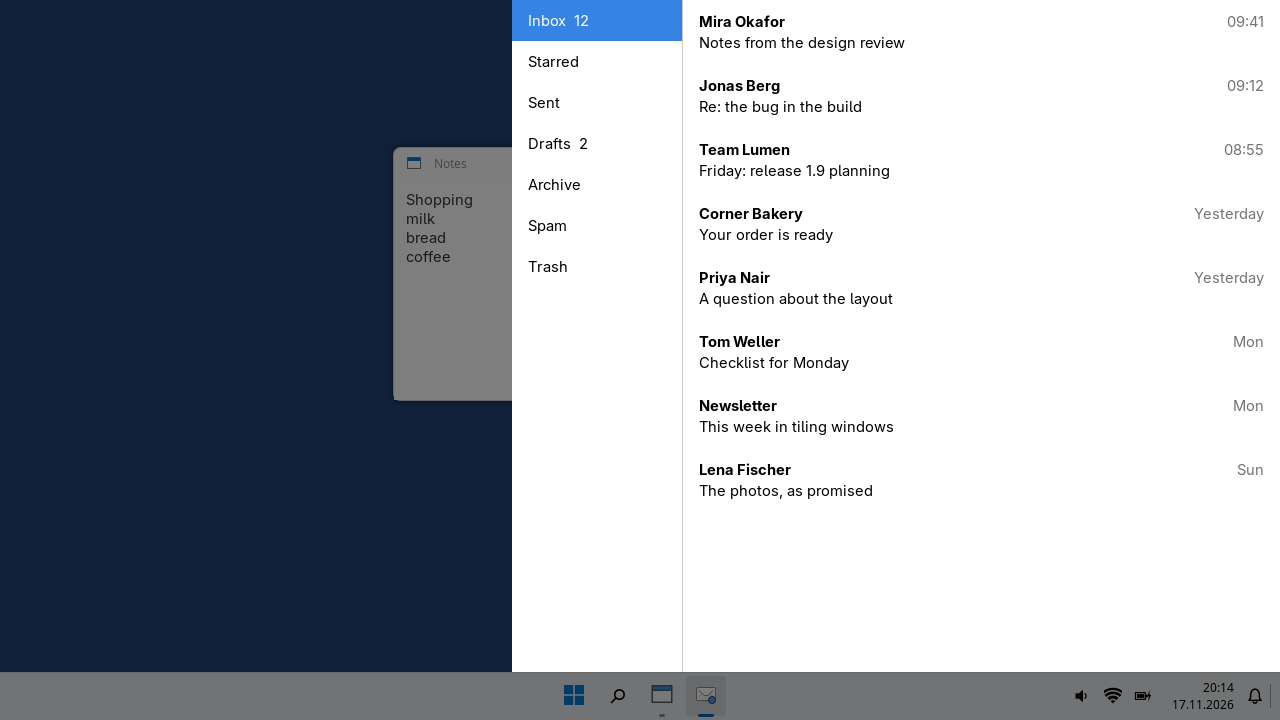 Notes
Shopping
milk
bread
coffee
Inbox 12
Starred
Sent
Drafts 2
Archive
Spam
Trash
Mira Okafor 09:41
Notes from the design review
Jonas Berg 09:12
Re: the bug in the build
Team Lumen 08:55
Friday: release 1.9 planning
Corner Bakery Yesterday
Your order is ready
Priya Nair Yesterday
A question about the layout
Tom Weller Mon
Checklist for Monday
Newsletter Mon
This week in tiling windows
Lena Fischer Sun
The photos, as promised
20:14
17.11.2026